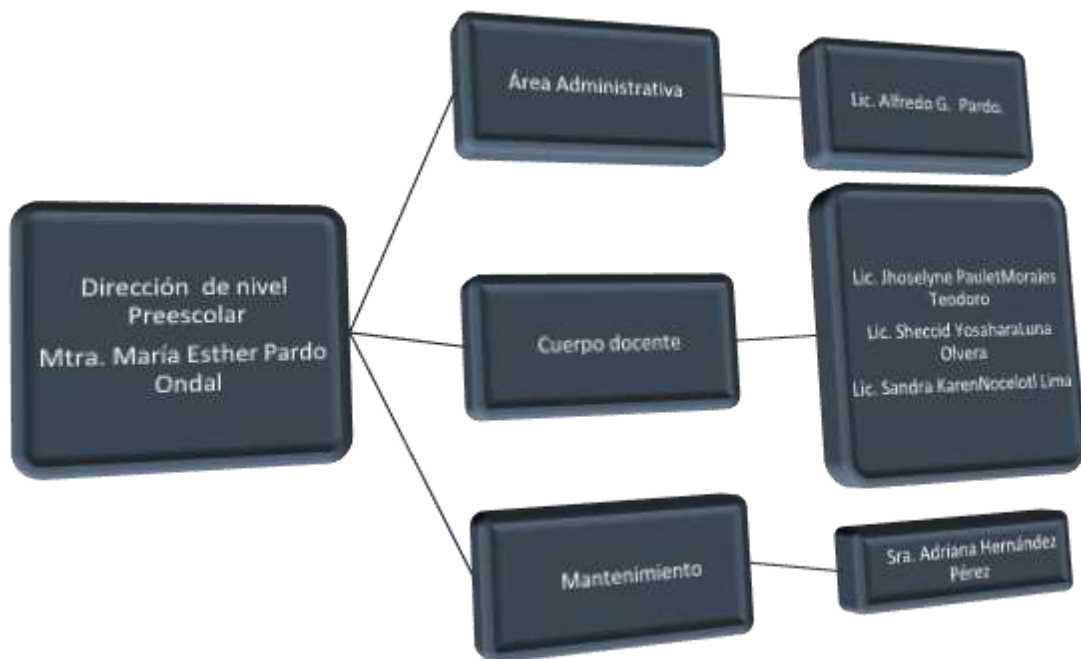 Dirección de nivel
Preescolar
Mtra. María Esther Pardo
Ondal
Área Administrativa
Lic. Alfredo G. Pardo.
Cuerpo docente
Lic. Jhoselyne PauletMorales
Teodoro
Lic. Sheccid YosaharaLuna
Olvera
Lic. Sandra KarenNocelotl Lima
Mantenimiento
Sra. Adriana Hernández
Pérez